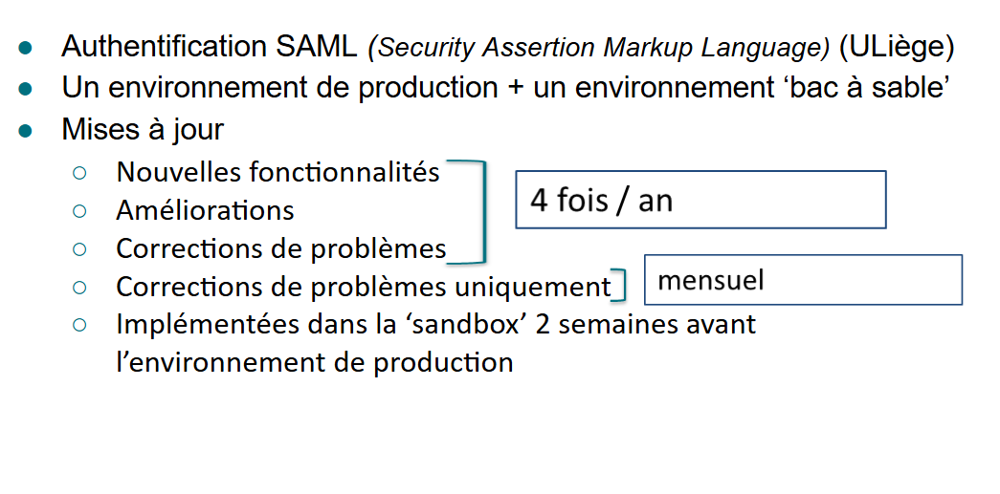 Authentification SAML (Security Assertion Markup Language) (ULiège)
Un environnement de production + un environnement ‘bac à sable’
Mises à jour
Nouvelles fonctionnalités
Améliorations
4 fois / an
Corrections de problèmes
Corrections de problèmes uniquement
mensuel
Implémentées dans la ‘sandbox’ 2 semaines avant
l’environnement de production